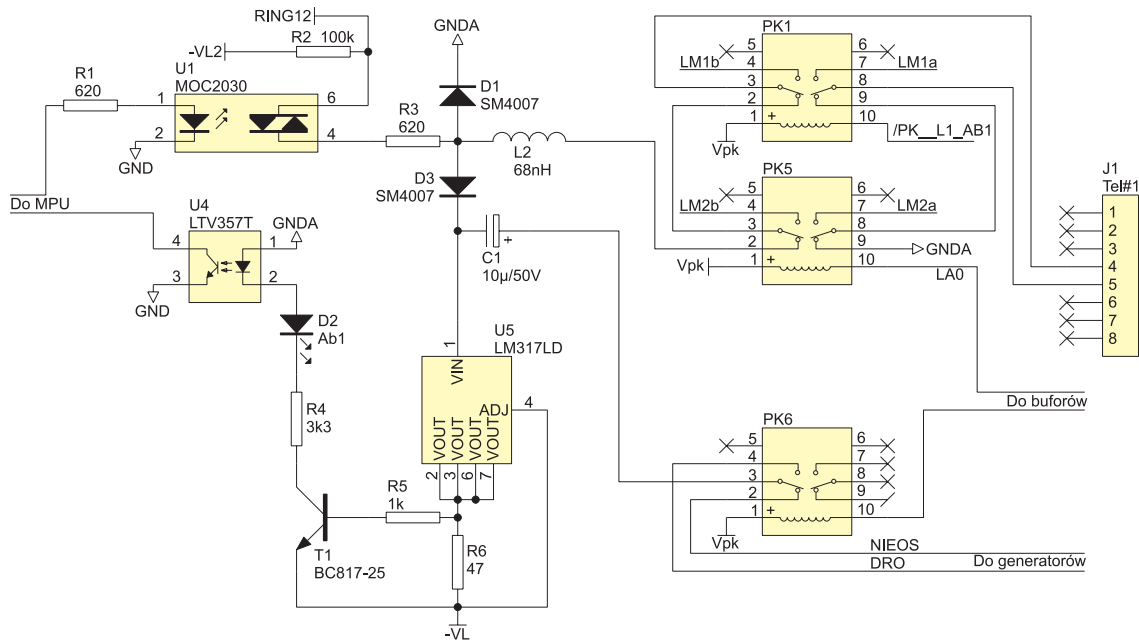 RING12
R2 100k
-VL2
U1
MOC2030
R1
620
1
2
6
4
GND
GNDA
D1
SM4007
R3
620
L2
68nH
D3
SM4007
Do MPU
U4
LTV357T
GNDA
4
3
1
2
GND
D2
Ab1
C1
10µ/50V
+
U5
LM317LD
1
VIN
ADJ
4
VOUT
VOUT
VOUT
VOUT
2
3
6
7
R4
3k3
R5
1k
T1
BC817-25
R6
47
-VL
PK1
5
4
3
2
1
+
6
7
8
9
10
LM1b
LM1a
Vpk
/PK__L1_AB1
PK5
5
4
3
2
1
+
6
7
8
9
10
LM2b
LM2a
GNDA
Vpk
LA0
J1
Tel#1
1
2
3
4
5
6
7
8
Do buforów
PK6
5
4
3
2
1
+
6
7
8
9
10
Vpk
NIEOS
DRO
Do generatorów